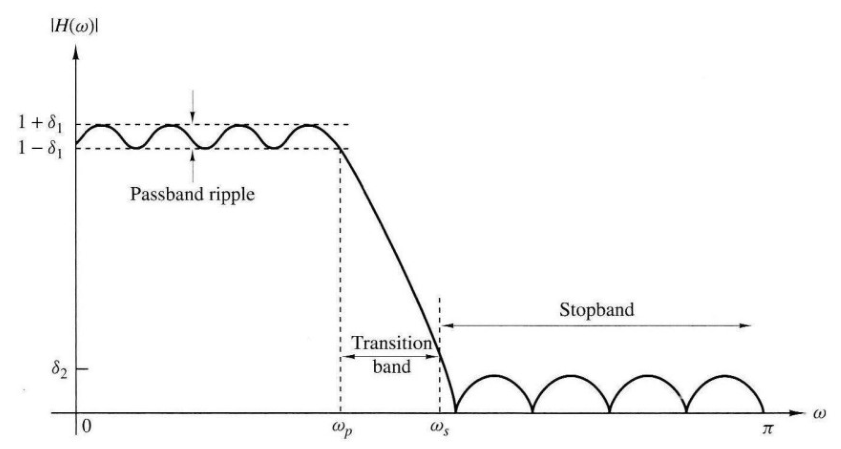 |H(ω)|
1 + δ₁
1 − δ₁
Passband ripple
Stopband
Transition
band
δ₂
0
ωₚ
ωₛ
π
ω